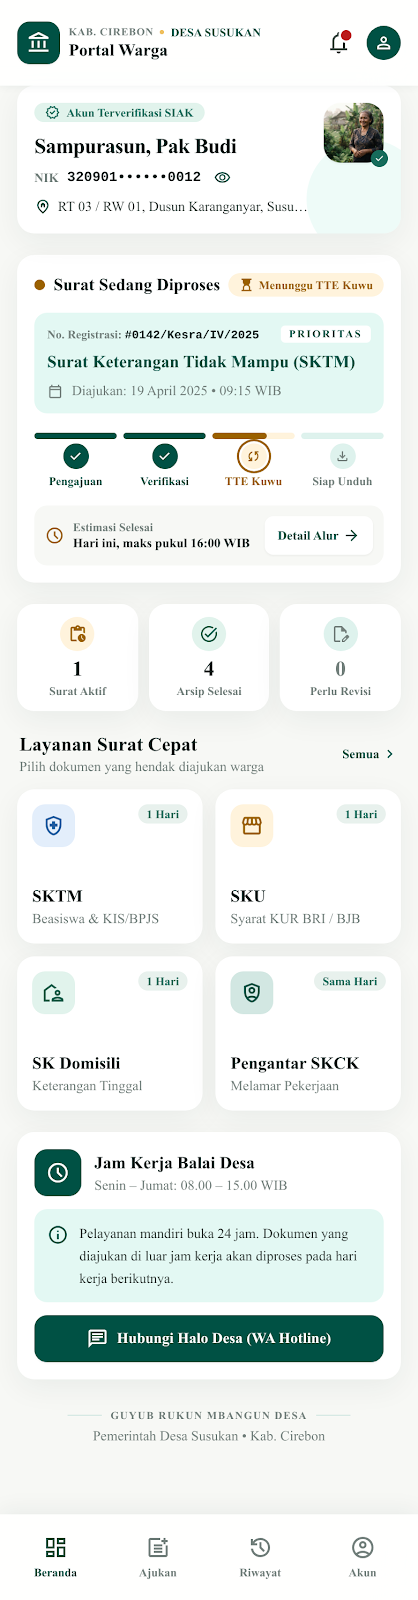 KAB. CIREBON • DESA SUSUKAN
Portal Warga
Akun Terverifikasi SIAK
Sampurasun, Pak Budi
NIK 320901••••••0012
RT 03 / RW 01, Dusun Karanganyar, Susu...
Surat Sedang Diproses
Menunggu TTE Kuwu
No. Registrasi: #0142/Kesra/IV/2025
PRIORITAS
Surat Keterangan Tidak Mampu (SKTM)
Diajukan: 19 April 2025 • 09:15 WIB
Pengajuan
Verifikasi
TTE Kuwu
Siap Unduh
Estimasi Selesai
Hari ini, maks pukul 16:00 WIB
Detail Alur
1
Surat Aktif
4
Arsip Selesai
0
Perlu Revisi
Layanan Surat Cepat
Pilih dokumen yang hendak diajukan warga
Semua
1 Hari
SKTM
Beasiswa & KIS/BPJS
1 Hari
SKU
Syarat KUR BRI / BJB
1 Hari
SK Domisili
Keterangan Tinggal
Sama Hari
Pengantar SKCK
Melamar Pekerjaan
Jam Kerja Balai Desa
Senin – Jumat: 08.00 – 15.00 WIB
Pelayanan mandiri buka 24 jam. Dokumen yang
diajukan di luar jam kerja akan diproses pada hari
kerja berikutnya.
Hubungi Halo Desa (WA Hotline)
GUYUB RUKUN MBANGUN DESA
Pemerintah Desa Susukan • Kab. Cirebon
Beranda
Ajukan
Riwayat
Akun